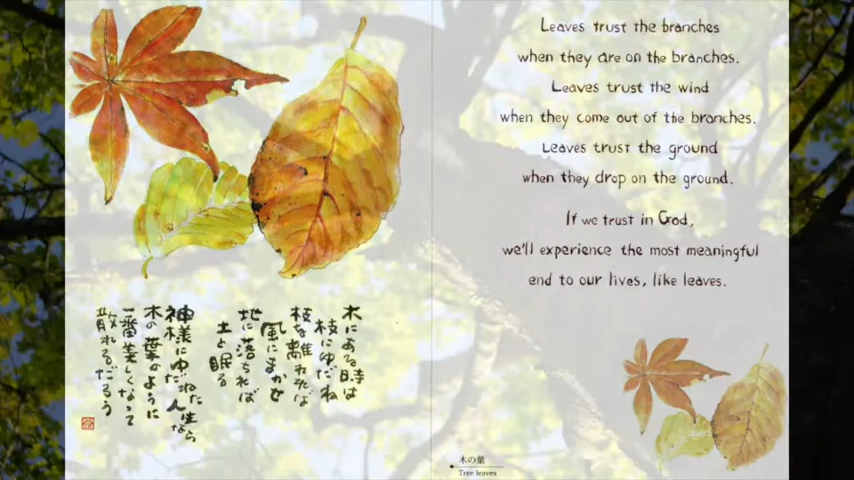 木にある時は
枝にゆだね
枝を離れれば
風にまかせ
地に落ちれば
土と眠る
神様にゆだねた人生なら
木の葉のように
一番美しくなって
散れるだろう
Leaves trust the branches
when they are on the branches.
Leaves trust the wind
when they come out of the branches.
Leaves trust the ground
when they drop on the ground.
If we trust in God,
we'll experience the most meaningful
end to our lives, like leaves.
木の葉
Tree leaves